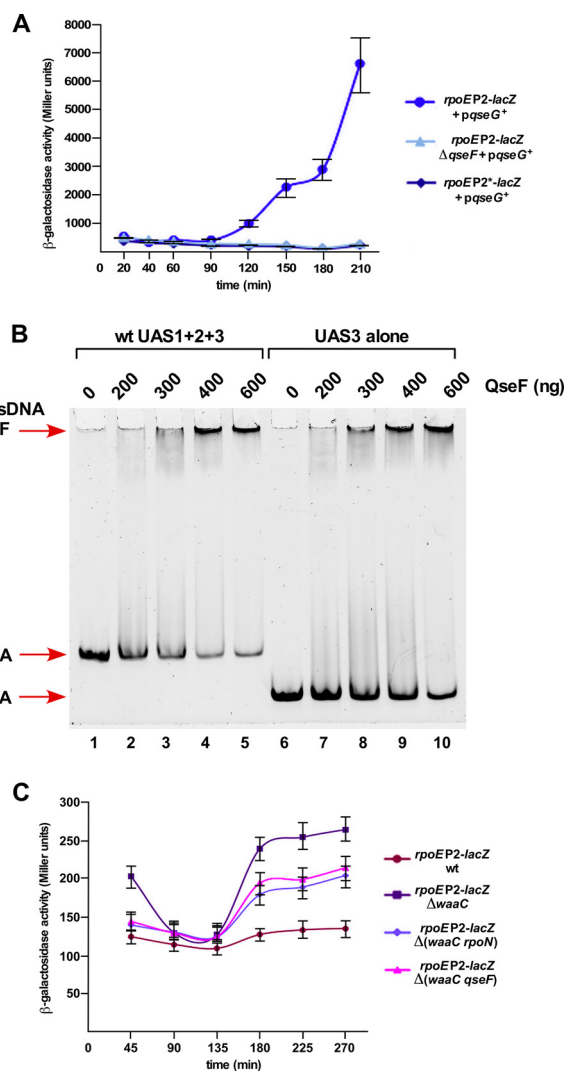 A
8000
7000
6000
5000
4000
3000
2000
1000
0
20 40 60 90 120 150 180 210
β-galactosidase activity (Miller units)
time (min)
rpoEP2-lacZ
+ pqseG+
rpoEP2-lacZ
ΔqseF + pqseG+
rpoEP2*-lacZ
+ pqseG+
B
wt UAS1+2+3
UAS3 alone
0 200 300 400 600 0 200 300 400 600
QseF (ng)
sDNA
F
A
A
1 2 3 4 5 6 7 8 9 10
C
300
250
200
150
100
50
0 45 90 135 180 225 270
β-galactosidase activity (Miller units)
time (min)
rpoEP2-lacZ
wt
rpoEP2-lacZ
ΔwaaC
rpoEP2-lacZ
Δ(waaC rpoN)
rpoEP2-lacZ
Δ(waaC qseF)